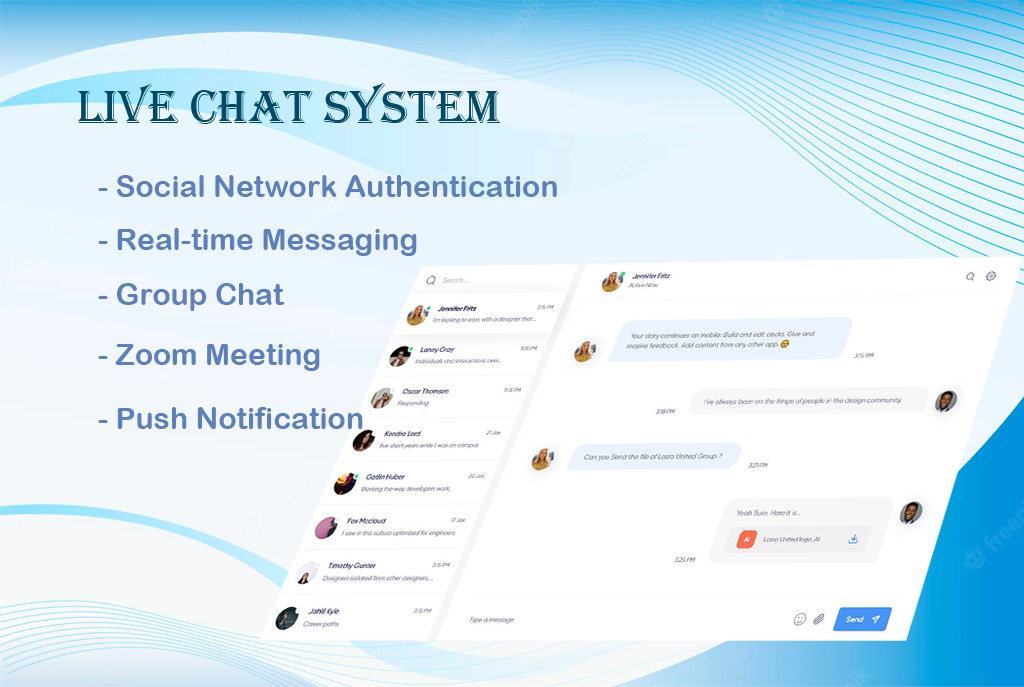 LIVE CHAT SYSTEM
- Social Network Authentication
- Real-time Messaging
- Group Chat
- Zoom Meeting
- Push Notification
Search....
Jennifer Fritz
3:15 PM
I'm looking to work with a designer that...
Laney Gray
5:15 PM
Individuals and interactions over...
Oscar Thomsen
11:15 PM
Responding
Kendra Lord
21 Jan
Five short years while I was on campus
Gatlin Huber
20 Jan
Working the way developers work.
Fox Mccloud
17 Jan
I saw in this culture optimized for engineers
Timothy Gunter
3:15 PM
Designers isolated from other designers,...
Jahiil Kyle
3:15 PM
Career paths
Jennifer Fritz
Active Now
Your story continues on mobile: Build and edit decks. Give and
receive feedback. Add content from any other app. 😄
3:15 PM
I've always been on the fringe of people in the design community.
3:18 PM
Can you Send the file of Losra United Group ?
3:21 PM
Yeah Sure. Here it is .
Ai
Losra United logo .AI
3:25 PM
Type a message
Send
freepik